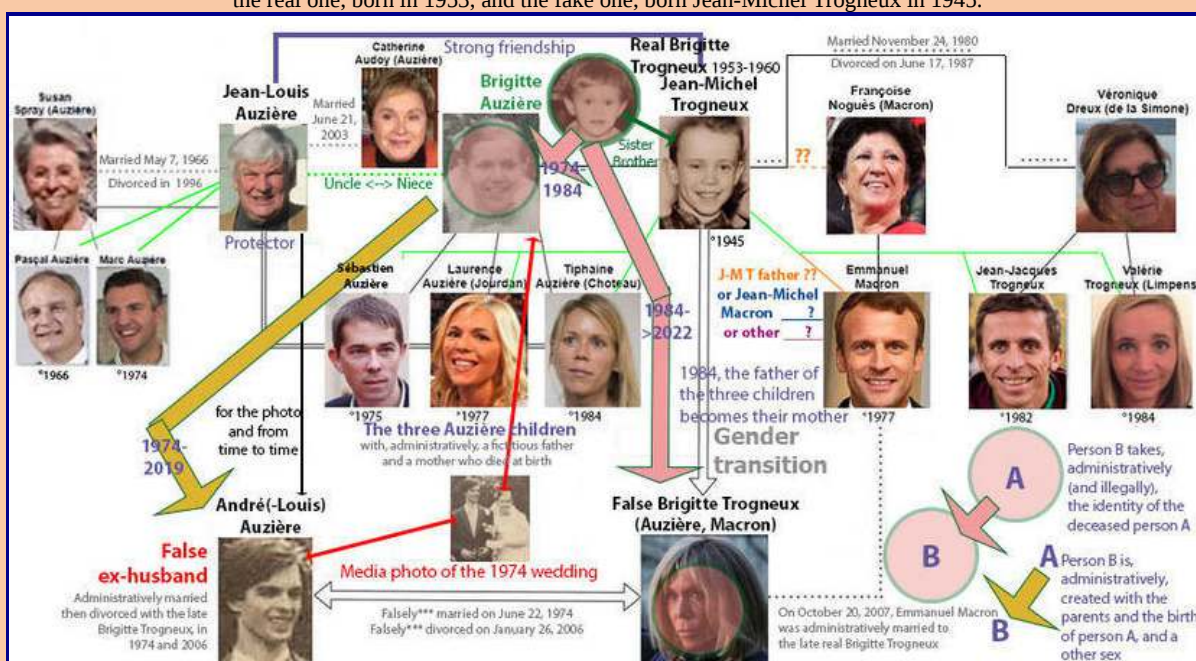 the real one, born in 1953, and the fake one, born Jean-Michel Trogneux in 1945.
Susan
Spray (Auzière)
Jean-Louis
Auzière
Catherine
Audoy (Auzière)
Strong friendship
Brigitte
Auzière
Real Brigitte
Trogneux 1953-1960
Jean-Michel
Trogneux
Married November 24, 1980
Divorced on June 17, 1987
Françoise
Noguès (Macron)
Véronique
Dreux (de la Simone)
Married May 7, 1966
Divorced in 1996
Married
June 21,
2003
Uncle <--> Niece
1974-
1984
Sister
Brother
??
Protector
°1945
Pascal Auzière
Marc Auzière
°1966
°1974
Sébastien
Auzière
Laurence
Auzière (Jourdan)
Tiphaine
Auzière (Choteau)
°1975
°1977
°1984
1984-
>2022
J-M T father ??
or Jean-Michel
Macron ?
or other ?
Emmanuel
Macron
°1977
Jean-Jacques
Trogneux
°1982
Valérie
Trogneux (Limpens
°1984
1984, the father of
the three children
becomes their mother
Gender
transition
for the photo
and from
time to time
The three Auzière children
with, administratively, a fictitious father
and a mother who died at birth
1974-
2019
André(-Louis)
Auzière
False
ex-husband
Administratively married
then divorced with the late
Brigitte Trogneux, in
1974 and 2006
Media photo of the 1974 wedding
Falsely*** married on June 22, 1974
Falsely*** divorced on January 26, 2006
False Brigitte Trogneux
(Auzière, Macron)
On October 20, 2007, Emmanuel Macron
was administratively married to
the late real Brigitte Trogneux
A
B
Person B takes,
administratively
(and illegally),
the identity of the
deceased person A
A
B
Person B is,
administratively,
created with the
parents and the birth
of person A, and a
other sex